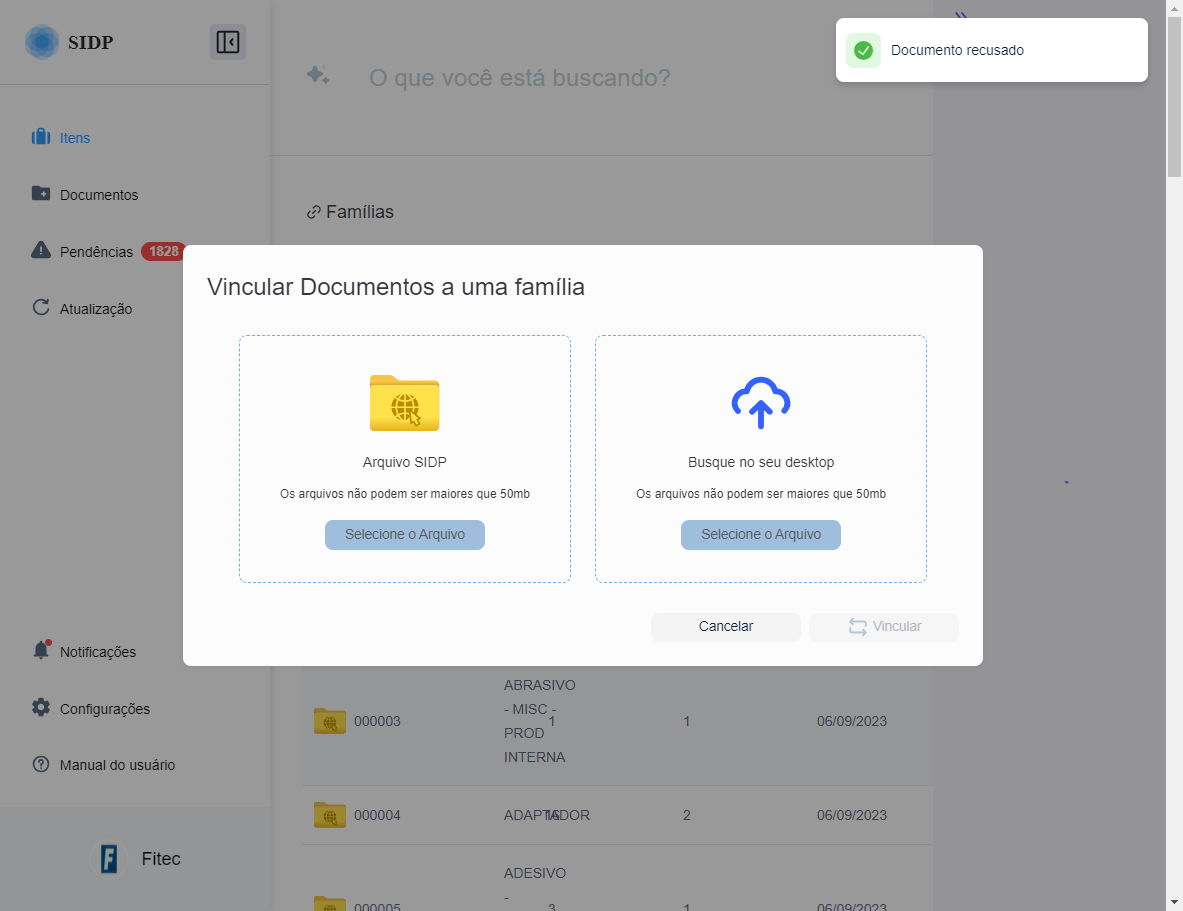 SIDP
O que você está buscando?
Documento recusado
Itens
Documentos
Pendências 1828
Atualização
Famílias
Vincular Documentos a uma família
Arquivo SIDP
Os arquivos não podem ser maiores que 50mb
Selecione o Arquivo
Busque no seu desktop
Os arquivos não podem ser maiores que 50mb
Selecione o Arquivo
Cancelar
Vincular
Notificações
Configurações
Manual do usuário
Fitec
000003
ABRASIVO
- MISC -
PROD
INTERNA
1
1
06/09/2023
000004
ADAPTADOR
16
2
06/09/2023
000005
ADESIVO
-
3
1
06/09/2023